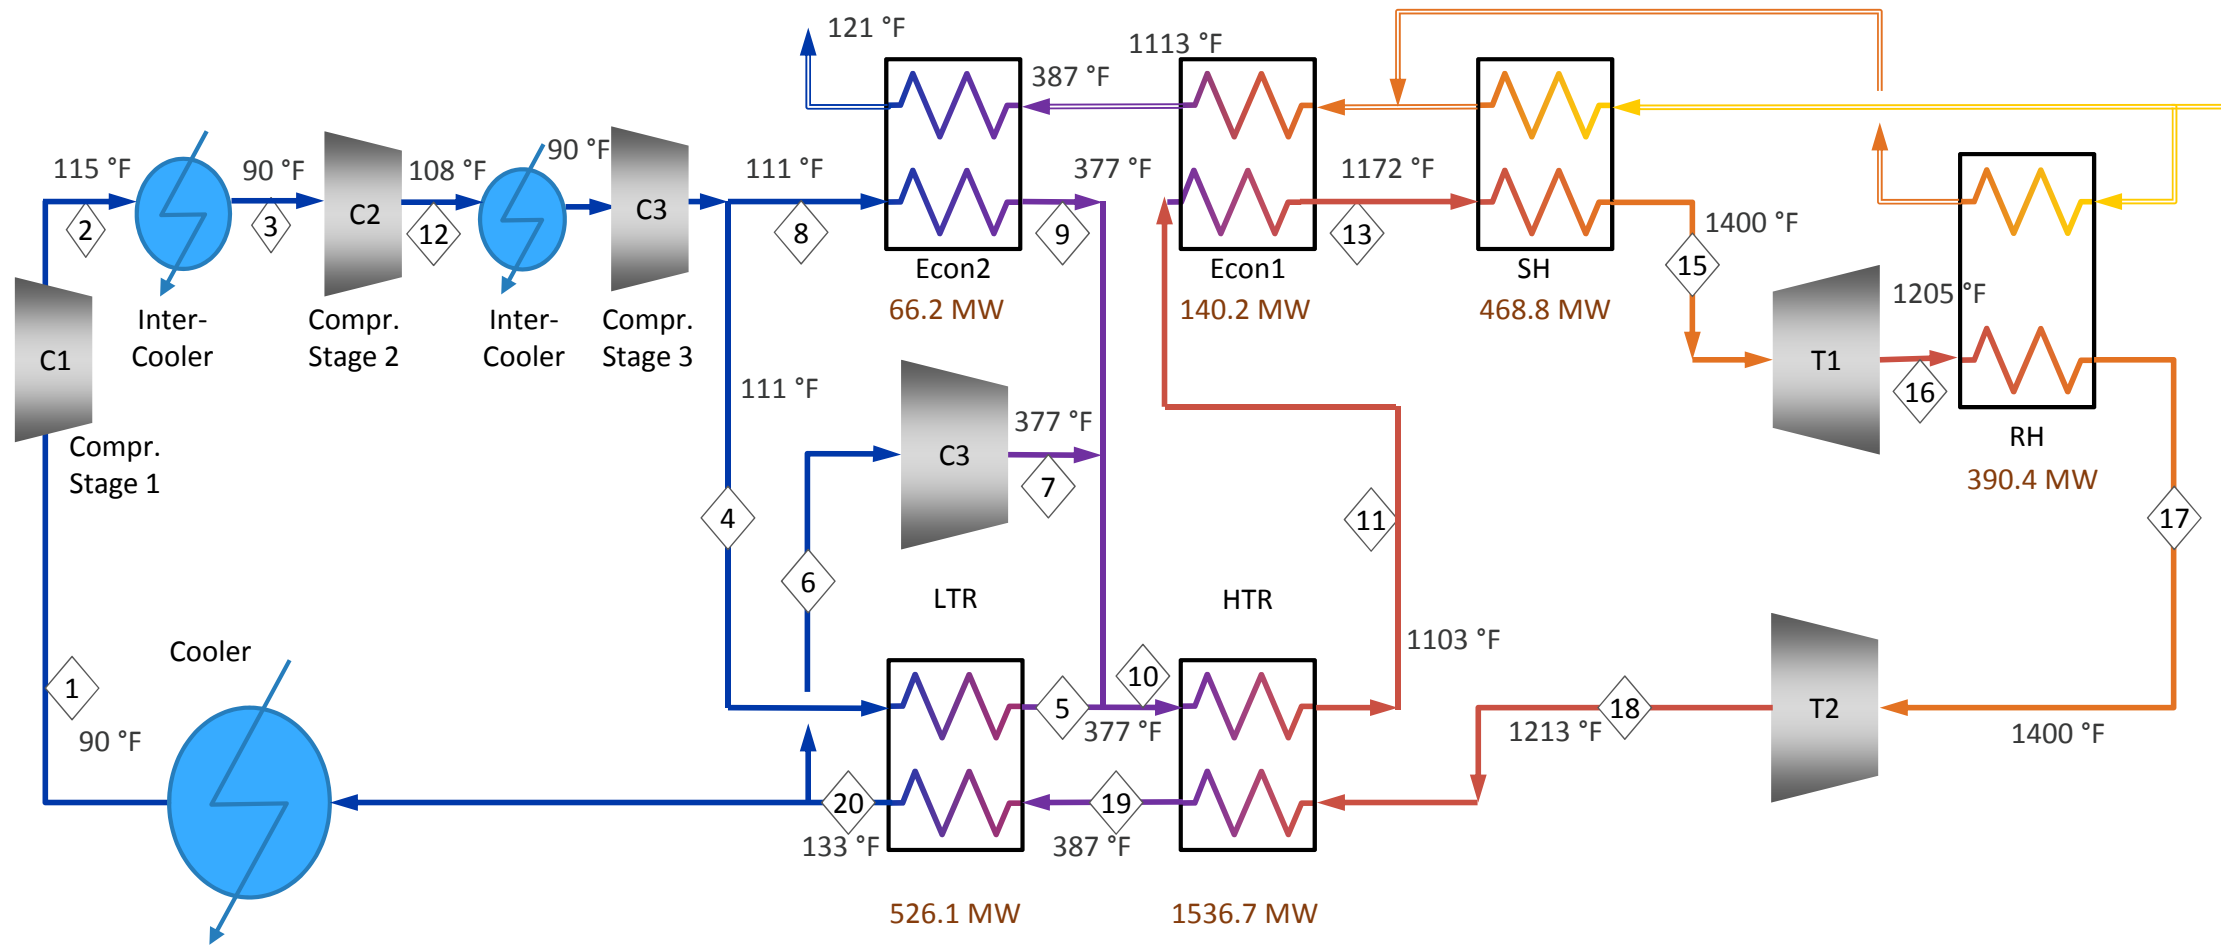 121 °F
1113 °F
387 °F
115 °F
90 °F
108 °F
90 °F
111 °F
377 °F
1172 °F
1400 °F
2
3
C2
12
C3
8
9
13
15
Econ2
Econ1
SH
66.2 MW
140.2 MW
468.8 MW
1205 °F
Inter-
Cooler
Compr.
Stage 2
Inter-
Cooler
Compr.
Stage 3
C1
T1
16
111 °F
377 °F
RH
390.4 MW
Compr.
Stage 1
C3
7
4
11
17
6
LTR
HTR
Cooler
1103 °F
1
10
5
18
T2
90 °F
377 °F
1213 °F
1400 °F
20
19
133 °F
387 °F
526.1 MW
1536.7 MW